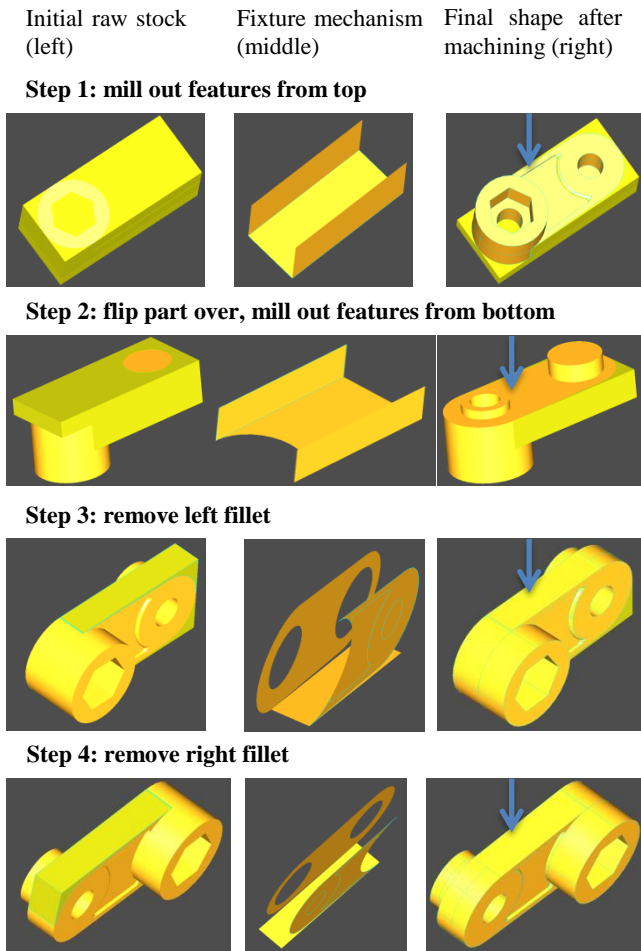 Initial raw stock (left)
Fixture mechanism (middle)
Final shape after machining (right)
Step 1: mill out features from top
Step 2: flip part over, mill out features from bottom
Step 3: remove left fillet
Step 4: remove right fillet